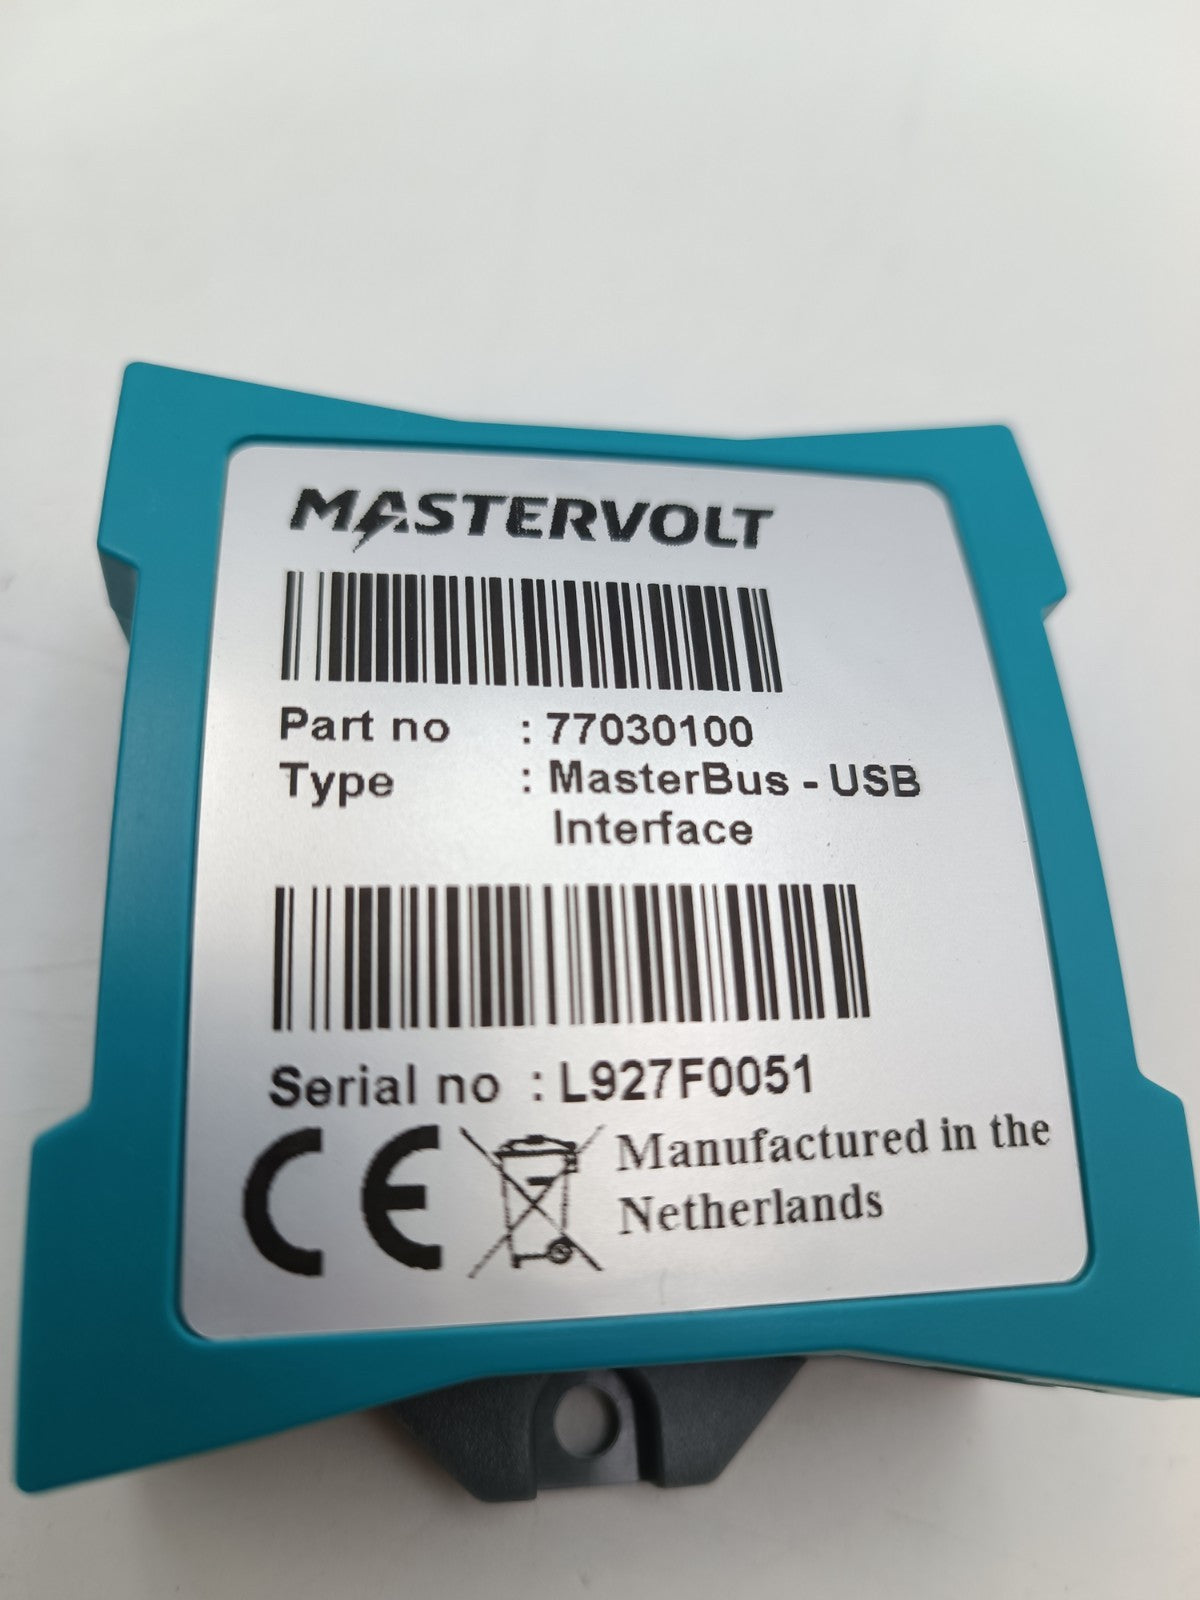 MASTERVOLT
Part no : 77030100
Type : MasterBus - USB
Interface
Serial no : L927F0051
CE Manufactured in the
Netherlands